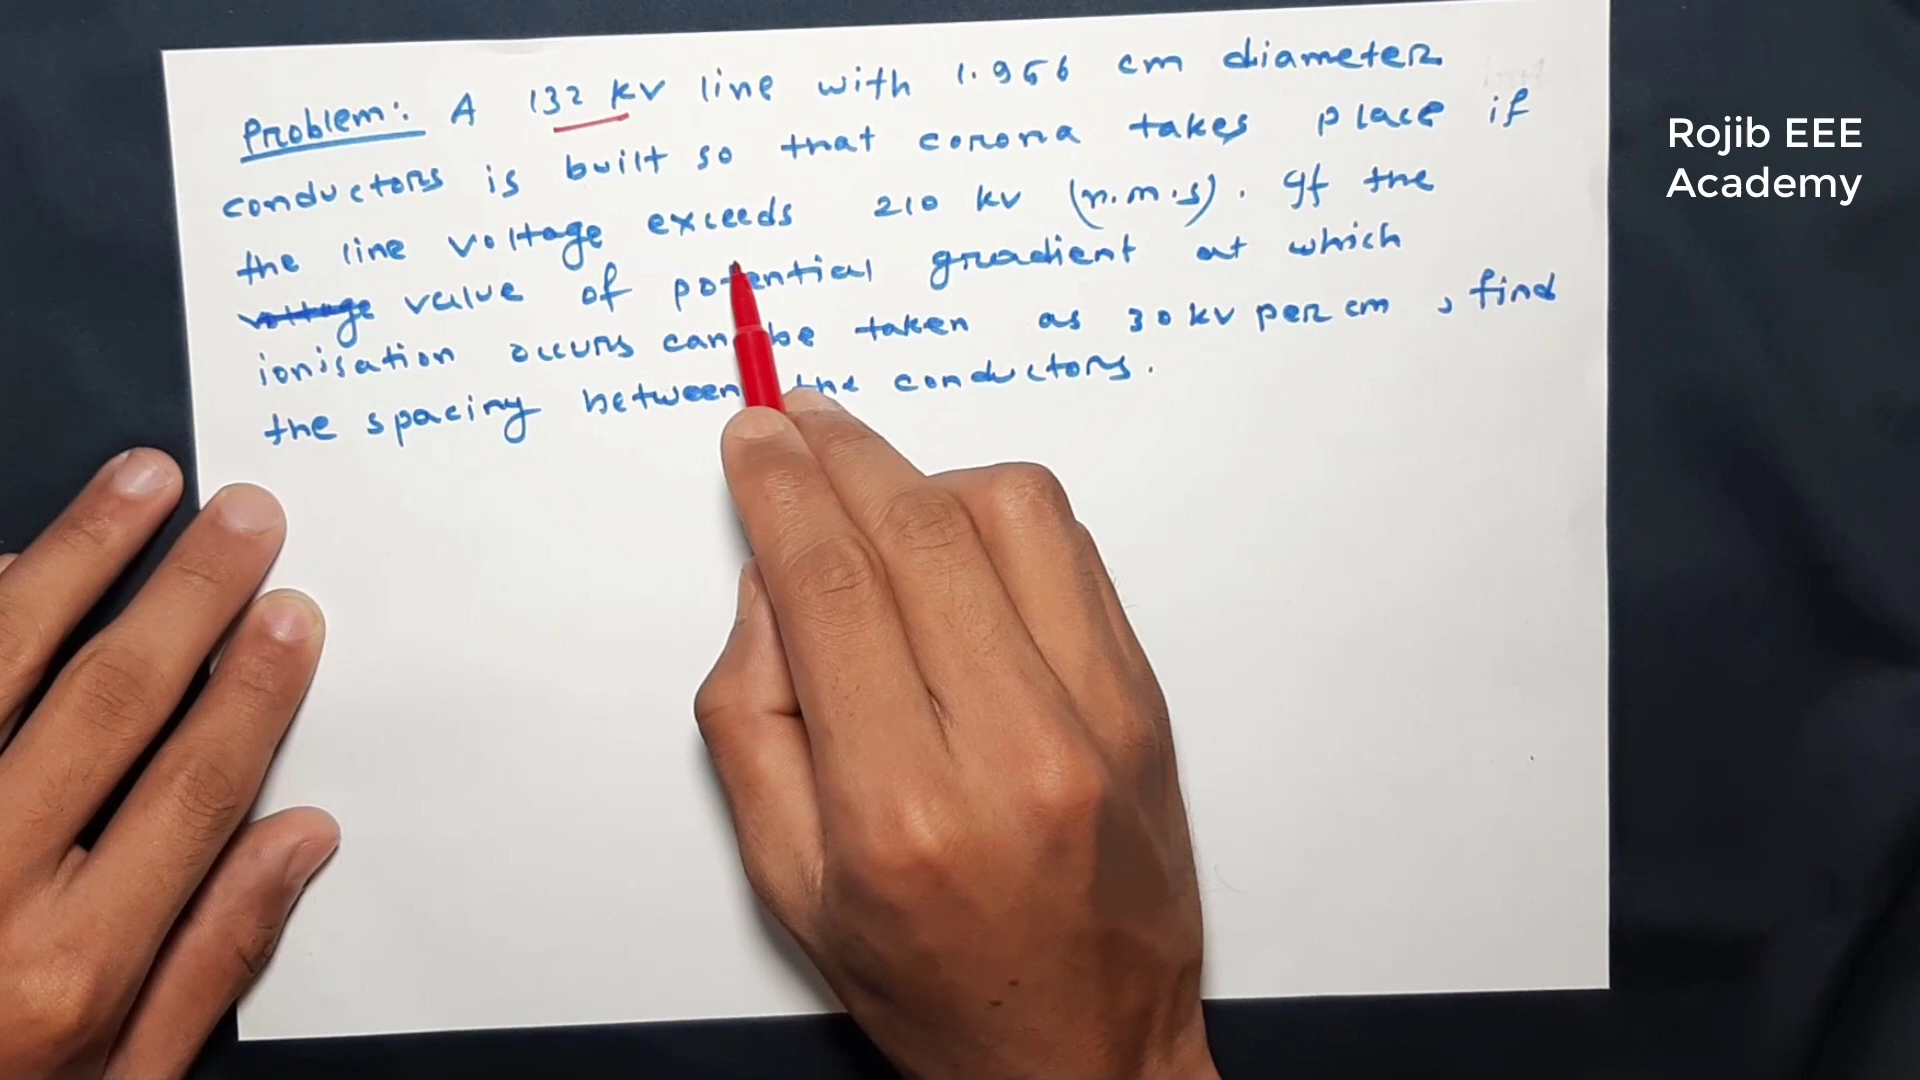 Problem: A 132 kV line with 1.956 cm diameter
conductors is built so that corona takes place if
the line voltage exceeds 210 kV (r.m.s). If the
value of potential gradient at which
ionisation occurs can be taken as 30 kV per cm, find
the spacing between the conductors.
Rojib EEE
Academy